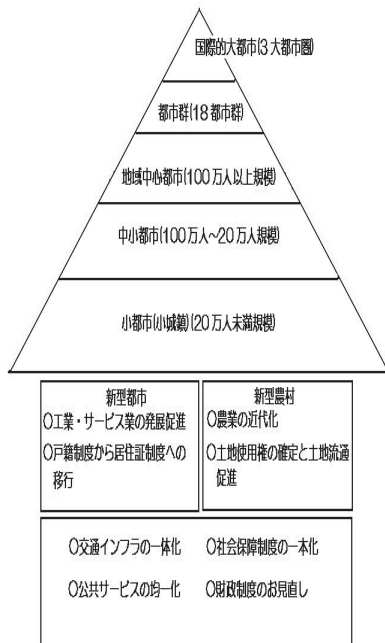 国際的大都市(3大都市圏)
都市群(18都市群)
地域中心都市(100万人以上規模)
中小都市(100万人～20万人規模)
小都市(小城鎮)(20万人未満規模)
新型都市
○工業・サービス業の発展促進
○戸籍制度から居住証制度への
移行
新型農村
○農業の近代化
○土地使用権の確定と土地流通
促進
○交通インフラの一体化　○社会保障制度の一本化
○公共サービスの均一化　○財政制度のお見直し